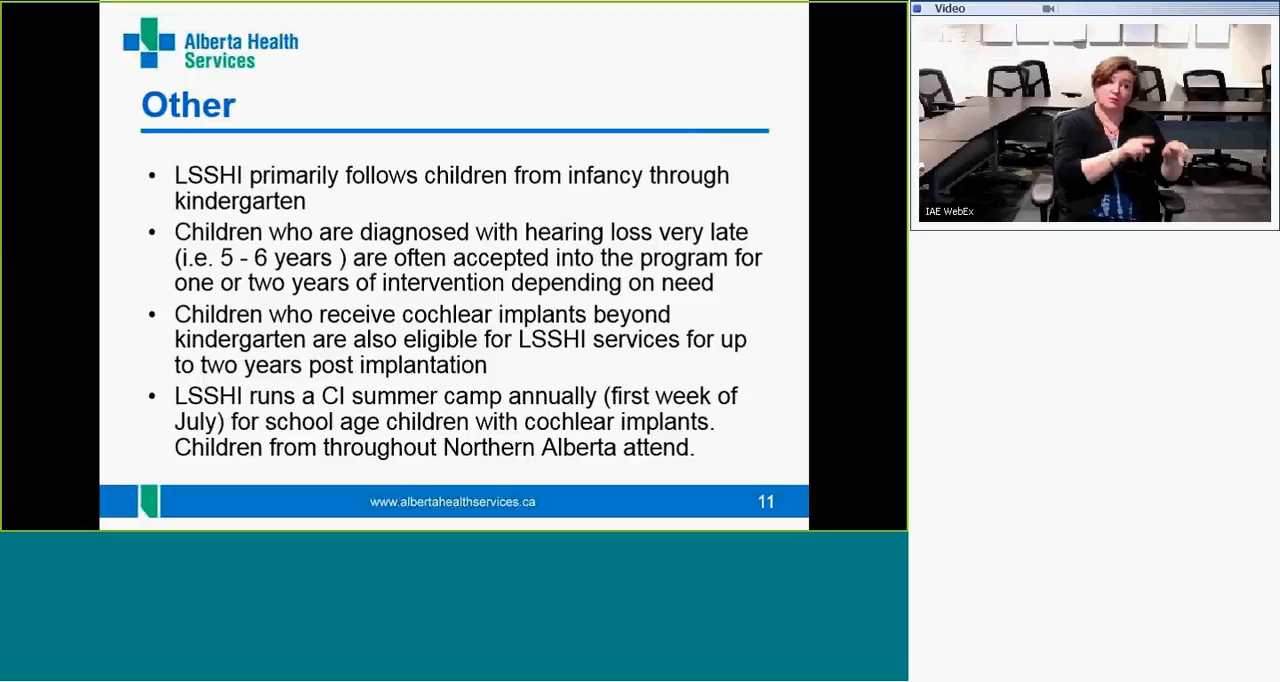 Alberta Health
Services
Other
• LSSHI primarily follows children from infancy through
kindergarten
• Children who are diagnosed with hearing loss very late
(i.e. 5 - 6 years ) are often accepted into the program for
one or two years of intervention depending on need
• Children who receive cochlear implants beyond
kindergarten are also eligible for LSSHI services for up
to two years post implantation
• LSSHI runs a CI summer camp annually (first week of
July) for school age children with cochlear implants.
Children from throughout Northern Alberta attend.
www.albertahealthservices.ca
11
Video
IAE WebEx